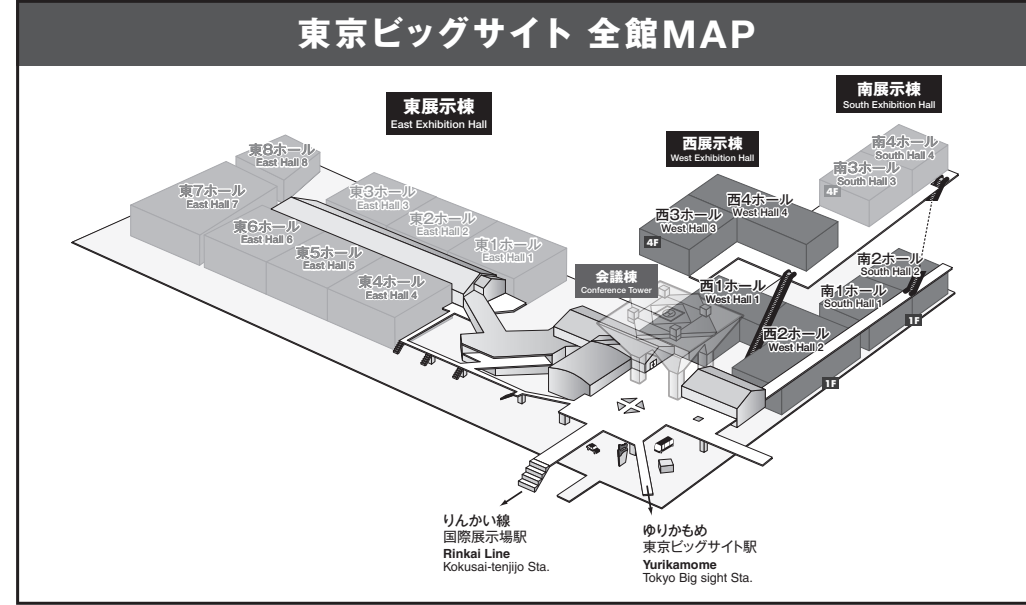 東京ビッグサイト 全館MAP
東展示棟
East Exhibition Hall
南展示棟
South Exhibition Hall
西展示棟
West Exhibition Hall
東8ホール
East Hall 8
東7ホール
East Hall 7
東6ホール
East Hall 6
東5ホール
East Hall 5
東4ホール
East Hall 4
東3ホール
East Hall 3
東2ホール
East Hall 2
東1ホール
East Hall 1
南4ホール
South Hall 4
南3ホール
South Hall 3
4F
西4ホール
West Hall 4
西3ホール
West Hall 3
4F
会議棟
Conference Tower
西1ホール
West Hall 1
西2ホール
West Hall 2
1F
南2ホール
South Hall 2
南1ホール
South Hall 1
1F
りんかい線
国際展示場駅
Rinkai Line
Kokusai-tenjijo Sta.
ゆりかもめ
東京ビッグサイト駅
Yurikamome
Tokyo Big sight Sta.